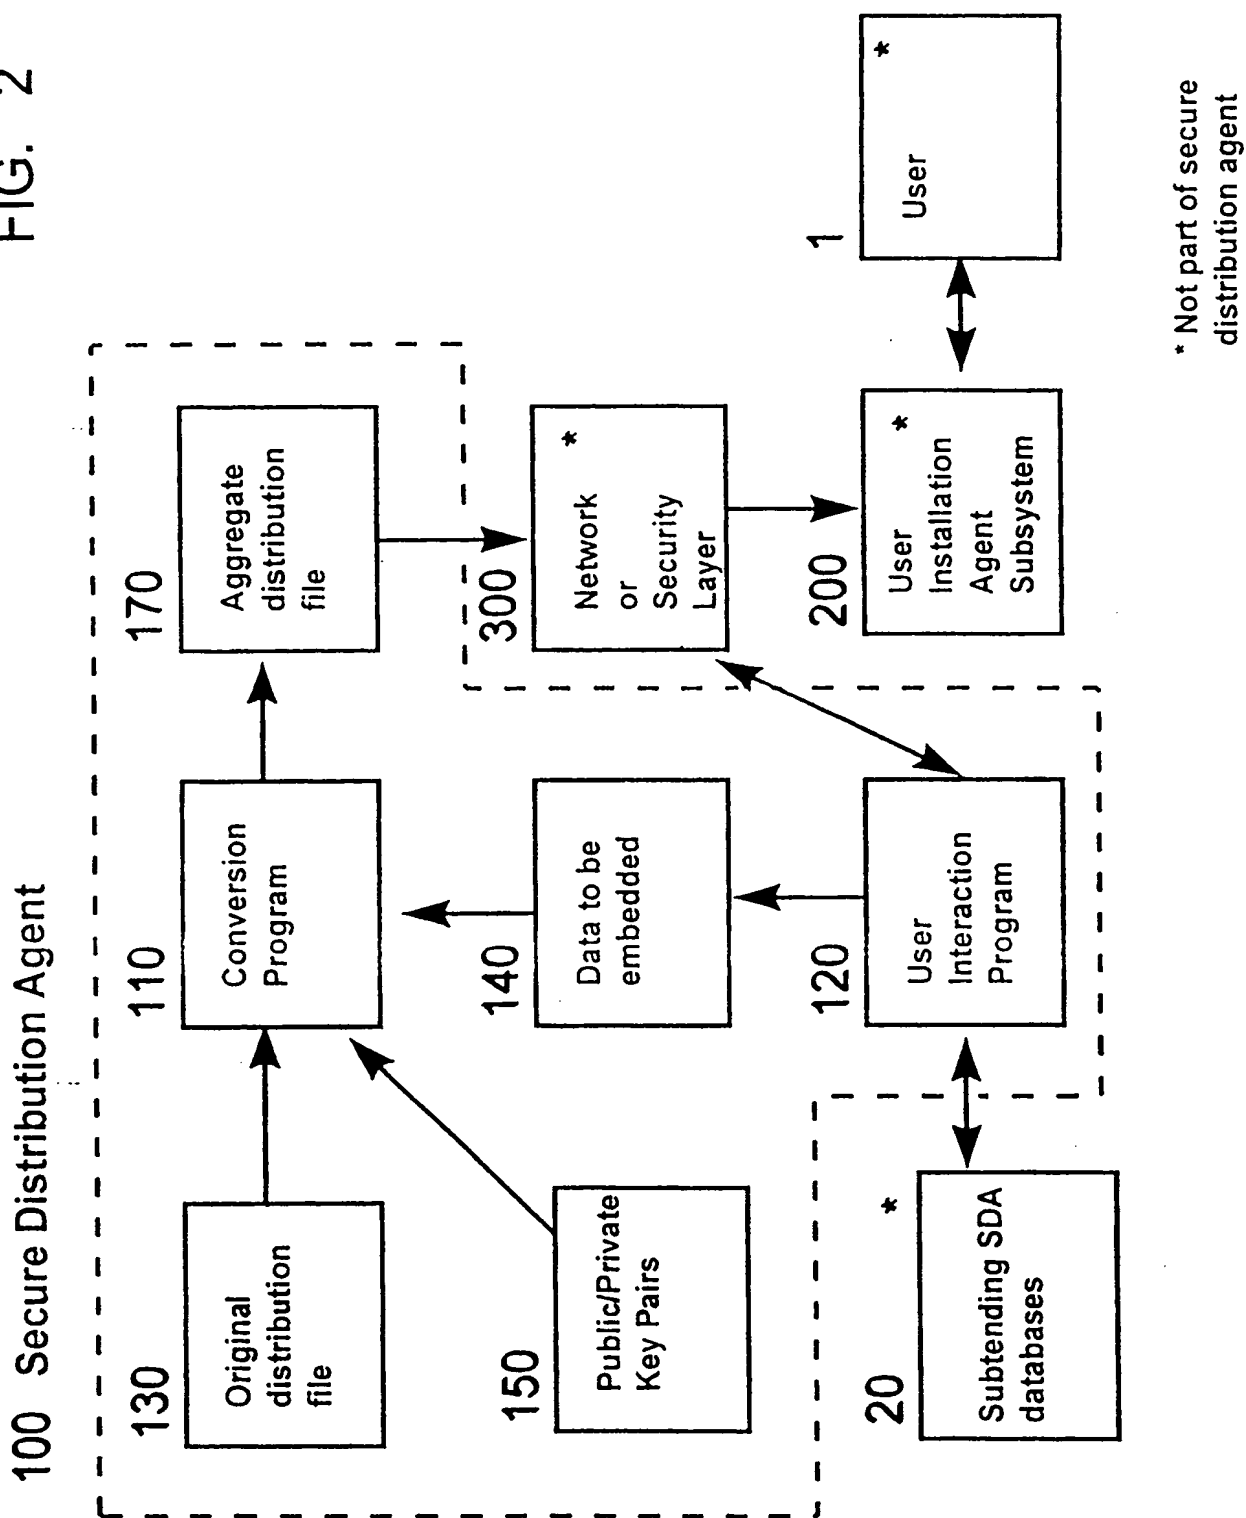 FIG. 2
100 Secure Distribution Agent
130
Original
distribution
file
110
Conversion
Program
170
Aggregate
distribution
file
150
Public/Private
Key Pairs
140
Data to be
embedded
300
*
Network
or
Security
Layer
20
*
Subtending SDA
databases
120
User
Interaction
Program
200
*
User
Installation
Agent
Subsystem
1
*
User
* Not part of secure
distribution agent